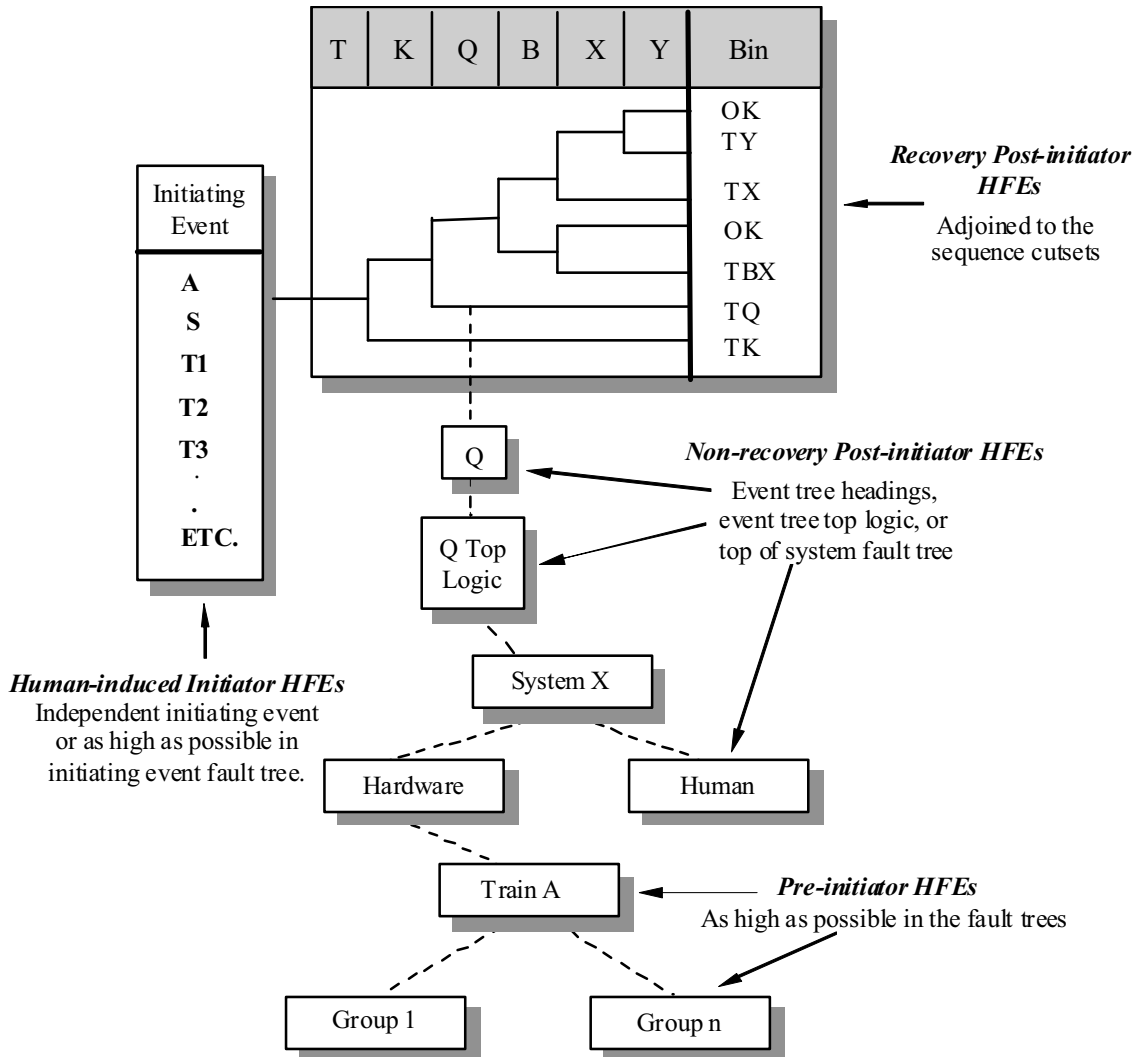 T K Q B X Y Bin
OK
TY
TX
OK
TBX
TQ
TK
Recovery Post-initiator
HFEs
Adjoined to the
sequence cutsets
Initiating
Event
A
S
T1
T2
T3
.
.
ETC.
Q
Non-recovery Post-initiator HFEs
Event tree headings,
event tree top logic, or
top of system fault tree
Q Top
Logic
Human-induced Initiator HFEs
Independent initiating event
or as high as possible in
initiating event fault tree.
System X
Hardware
Human
Train A
Pre-initiator HFEs
As high as possible in the fault trees
Group 1
Group n